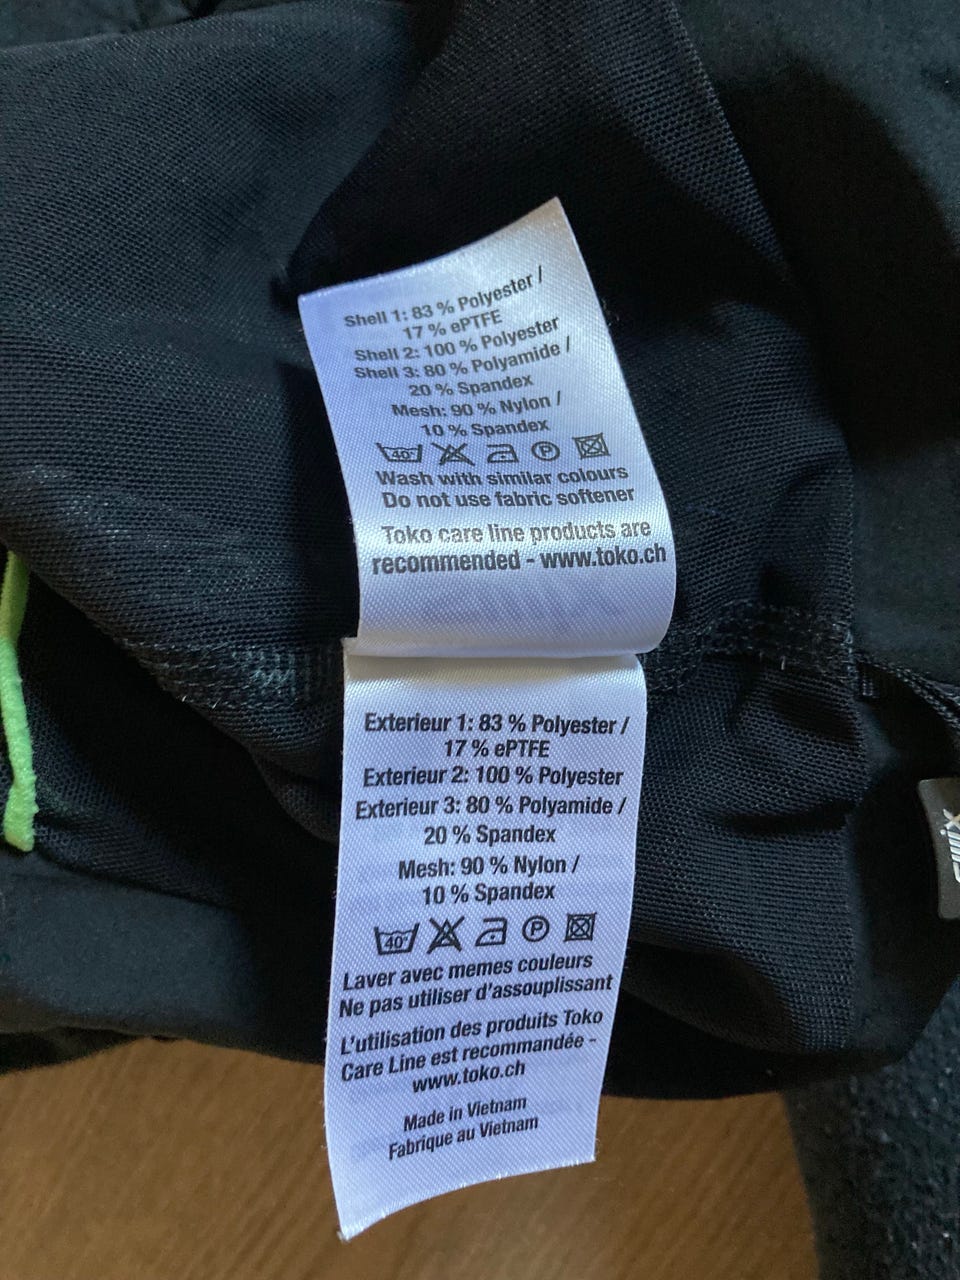 Shell 1: 83 % Polyester /
17 % ePTFE
Shell 2: 100 % Polyester
Shell 3: 80 % Polyamide /
20 % Spandex
Mesh: 90 % Nylon /
10 % Spandex
40°
P
Wash with similar colours
Do not use fabric softener
Toko care line products are
recommended - www.toko.ch
Exterieur 1: 83 % Polyester /
17 % ePTFE
Exterieur 2: 100 % Polyester
Exterieur 3: 80 % Polyamide /
20 % Spandex
Mesh: 90 % Nylon /
10 % Spandex
40°
P
Laver avec memes couleurs
Ne pas utiliser d'assouplissant
L'utilisation des produits Toko
Care Line est recommandée -
www.toko.ch
Made in Vietnam
Fabrique au Vietnam